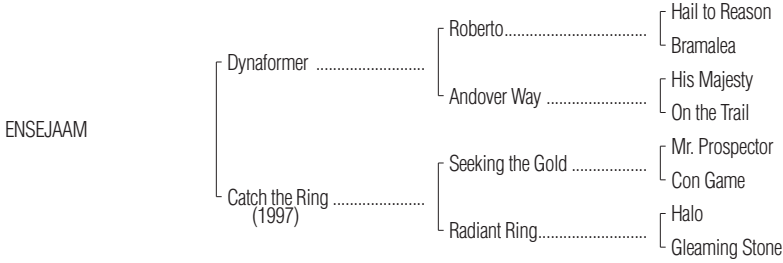 Hail to Reason
Roberto..................................
Bramalea
Dynaformer ..........................
His Majesty
Andover Way ........................
On the Trail
ENSEJAAM
Mr. Prospector
Seeking the Gold ..................
Con Game
Catch the Ring ......................
(1997)
Halo
Radiant Ring..........................
Gleaming Stone